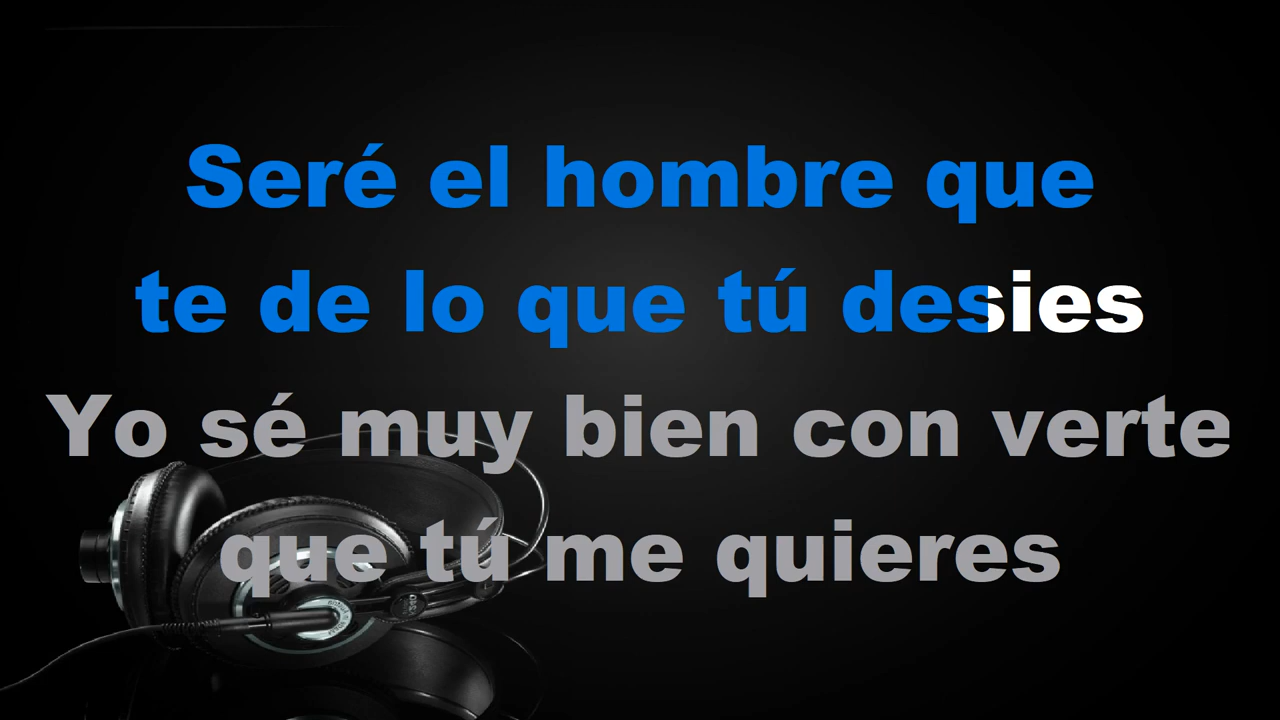 Seré el hombre que
te de lo que tú desies
Yo sé muy bien con verte
que tú me quieres